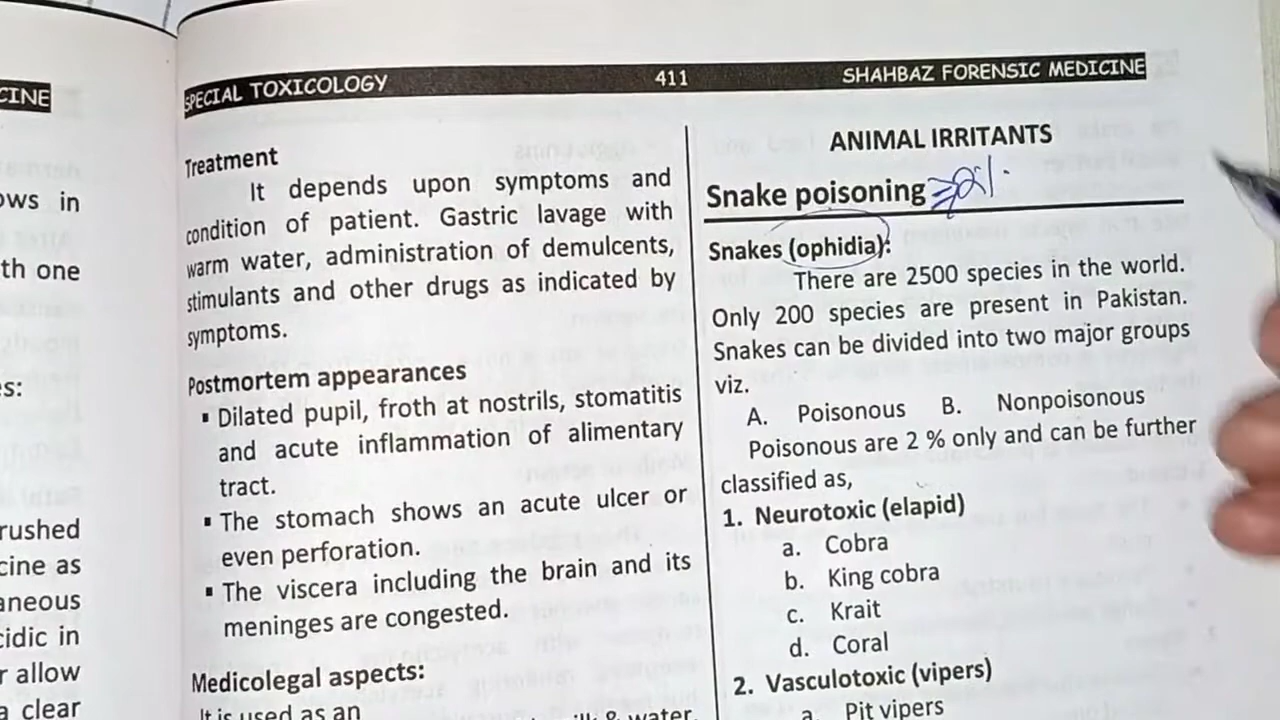 CINE
ows in
th one
es:
rushed
cine as
aneous
cidic in
r allow
a clear
SPECIAL TOXICOLOGY 411 SHAHBAZ FORENSIC MEDICINE
Treatment
It depends upon symptoms and
condition of patient. Gastric lavage with
warm water, administration of demulcents,
stimulants and other drugs as indicated by
symptoms.
Postmortem appearances
▪ Dilated pupil, froth at nostrils, stomatitis
and acute inflammation of alimentary
tract.
▪ The stomach shows an acute ulcer or
even perforation.
▪ The viscera including the brain and its
meninges are congested.
Medicolegal aspects:
It is used as an
& water.
ANIMAL IRRITANTS
Snake poisoning
Snakes (ophidia):
There are 2500 species in the world.
Only 200 species are present in Pakistan.
Snakes can be divided into two major groups
viz.
A. Poisonous B. Nonpoisonous
Poisonous are 2 % only and can be further
classified as,
1. Neurotoxic (elapid)
a. Cobra
b. King cobra
c. Krait
d. Coral
2. Vasculotoxic (vipers)
a. Pit vipers